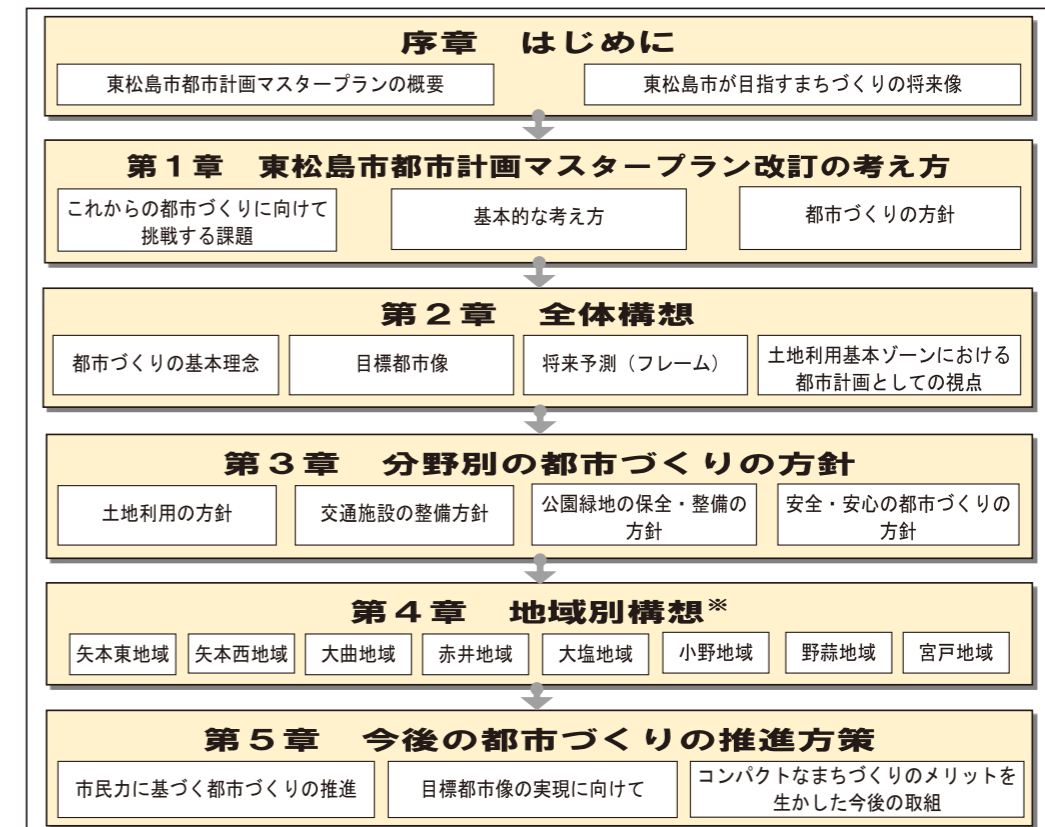 序章　はじめに
東松島市都市計画マスタープランの概要
東松島市が目指すまちづくりの将来像
第１章　東松島市都市計画マスタープラン改訂の考え方
これからの都市づくりに向けて
挑戦する課題
基本的な考え方
都市づくりの方針
第２章　全体構想
都市づくりの基本理念
目標都市像
将来予測（フレーム）
土地利用基本ゾーンにおける
都市計画としての視点
第３章　分野別の都市づくりの方針
土地利用の方針
交通施設の整備方針
公園緑地の保全・整備の
方針
安全・安心の都市づくりの
方針
第４章　地域別構想※
矢本東地域
矢本西地域
大曲地域
赤井地域
大塩地域
小野地域
野蒜地域
宮戸地域
第５章　今後の都市づくりの推進方策
市民力に基づく都市づくりの推進
目標都市像の実現に向けて
コンパクトなまちづくりのメリットを
生かした今後の取組